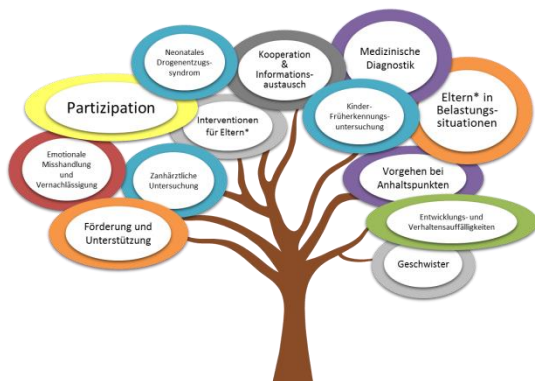 Neonatales
Drogenentzugs-
syndrom
Kooperation
&
Informations-
austausch
Medizinische
Diagnostik
Partizipation
Interventionen
für Eltern*
Kinder-
Früherkennungs-
untersuchung
Eltern* in
Belastungs-
situationen
Emotionale
Misshandlung
und
Vernachlässigung
Zanhärztliche
Untersuchung
Vorgehen bei
Anhaltspunkten
Förderung und
Unterstützung
Entwicklungs- und
Verhaltensauffälligkeiten
Geschwister